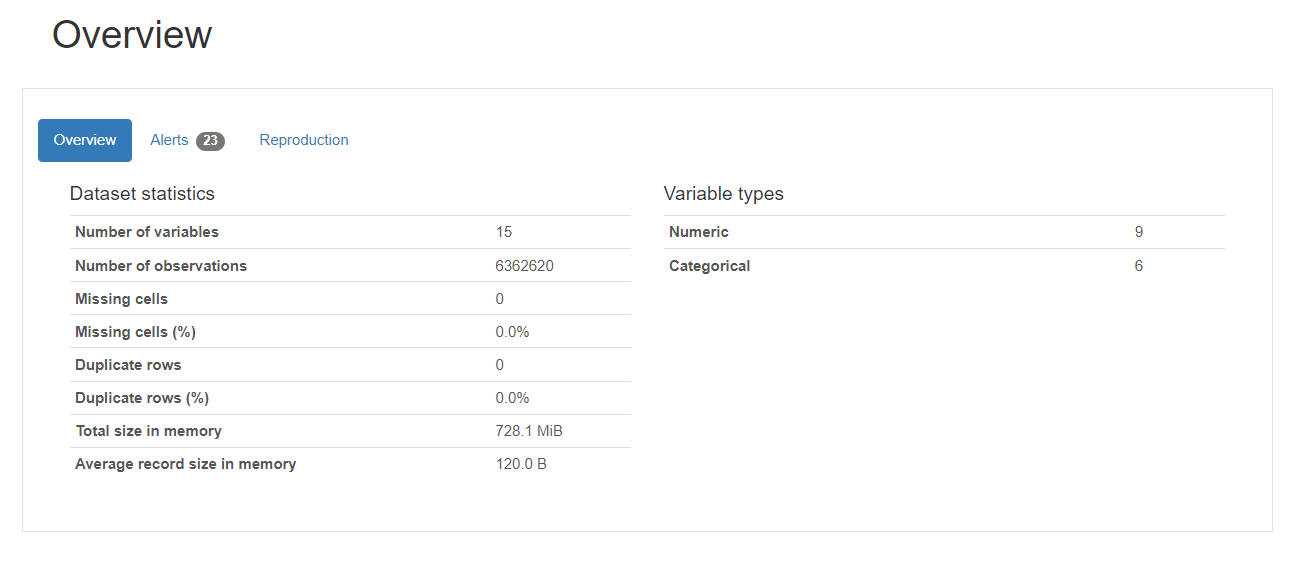 Overview
Overview Alerts 23 Reproduction
Dataset statistics
Number of variables 15
Number of observations 6362620
Missing cells 0
Missing cells (%) 0.0%
Duplicate rows 0
Duplicate rows (%) 0.0%
Total size in memory 728.1 MiB
Average record size in memory 120.0 B
Variable types
Numeric 9
Categorical 6